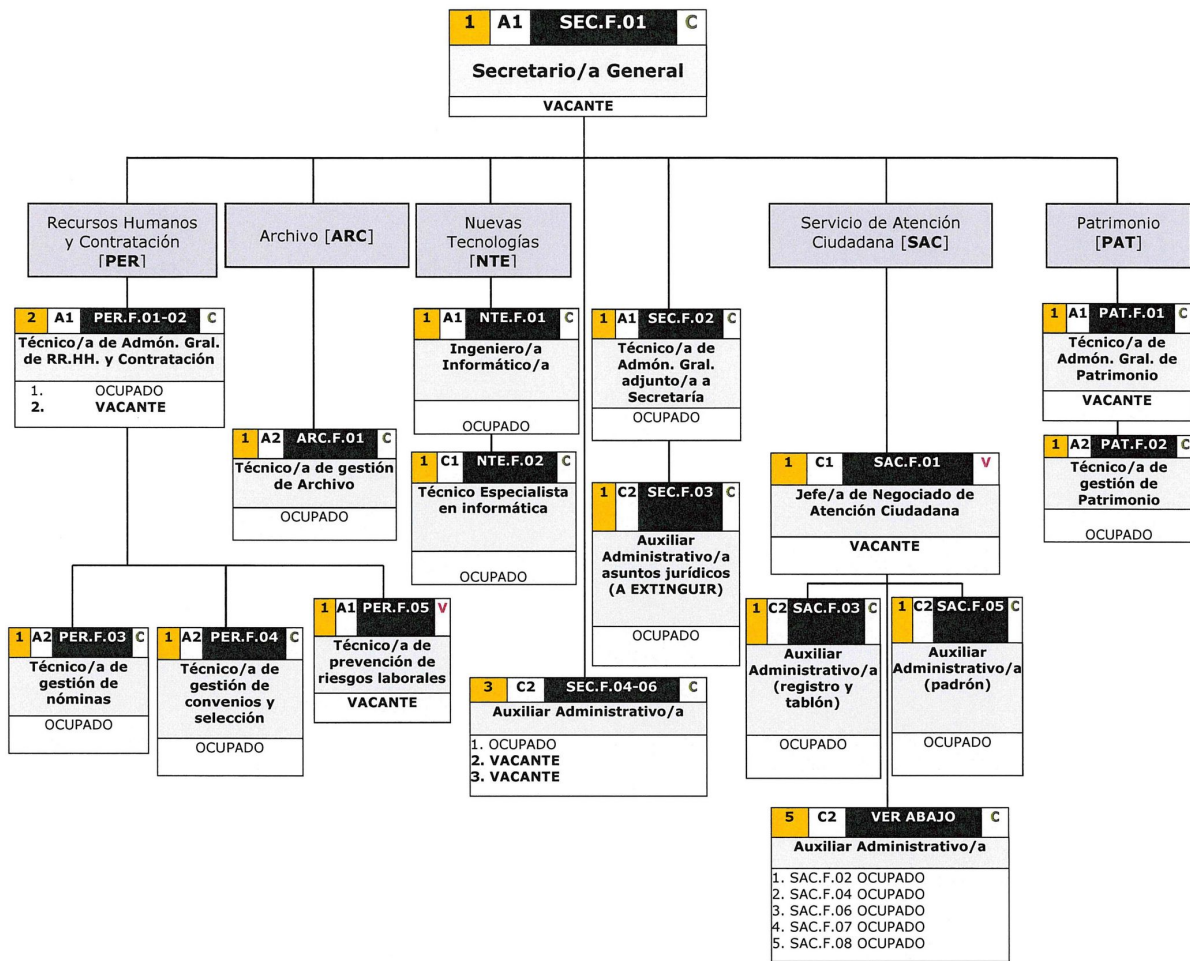 1 A1 SEC.F.01 C
Secretario/a General
VACANTE
Recursos Humanos
y Contratación
[PER]
Archivo [ARC]
Nuevas
Tecnologías
[NTE]
Servicio de Atención
Ciudadana [SAC]
Patrimonio
[PAT]
2 A1 PER.F.01-02 C
Técnico/a de Admón. Gral.
de RR.HH. y Contratación
1. OCUPADO
2. VACANTE
1 A2 ARC.F.01 C
Técnico/a de gestión
de Archivo
OCUPADO
1 A1 NTE.F.01 C
Ingeniero/a
Informático/a
OCUPADO
1 C1 NTE.F.02 C
Técnico Especialista
en informática
OCUPADO
1 A1 SEC.F.02 C
Técnico/a de
Admón. Gral.
adjunto/a a
Secretaría
OCUPADO
1 C2 SEC.F.03 C
Auxiliar
Administrativo/a
asuntos jurídicos
(A EXTINGUIR)
OCUPADO
1 C1 SAC.F.01 V
Jefe/a de Negociado de
Atención Ciudadana
VACANTE
1 A1 PAT.F.01 C
Técnico/a de
Admón. Gral. de
Patrimonio
VACANTE
1 A2 PAT.F.02 C
Técnico/a de
gestión de
Patrimonio
OCUPADO
1 A2 PER.F.03 C
Técnico/a de
gestión de
nóminas
OCUPADO
1 A2 PER.F.04 C
Técnico/a de
gestión de
convenios y
selección
OCUPADO
1 A1 PER.F.05 V
Técnico/a de
prevención de
riesgos laborales
VACANTE
3 C2 SEC.F.04-06 C
Auxiliar Administrativo/a
1. OCUPADO
2. VACANTE
3. VACANTE
1 C2 SAC.F.03 C
Auxiliar
Administrativo/a
(registro y
tablón)
OCUPADO
1 C2 SAC.F.05 C
Auxiliar
Administrativo/a
(padrón)
OCUPADO
5 C2 VER ABAJO C
Auxiliar Administrativo/a
1. SAC.F.02 OCUPADO
2. SAC.F.04 OCUPADO
3. SAC.F.06 OCUPADO
4. SAC.F.07 OCUPADO
5. SAC.F.08 OCUPADO